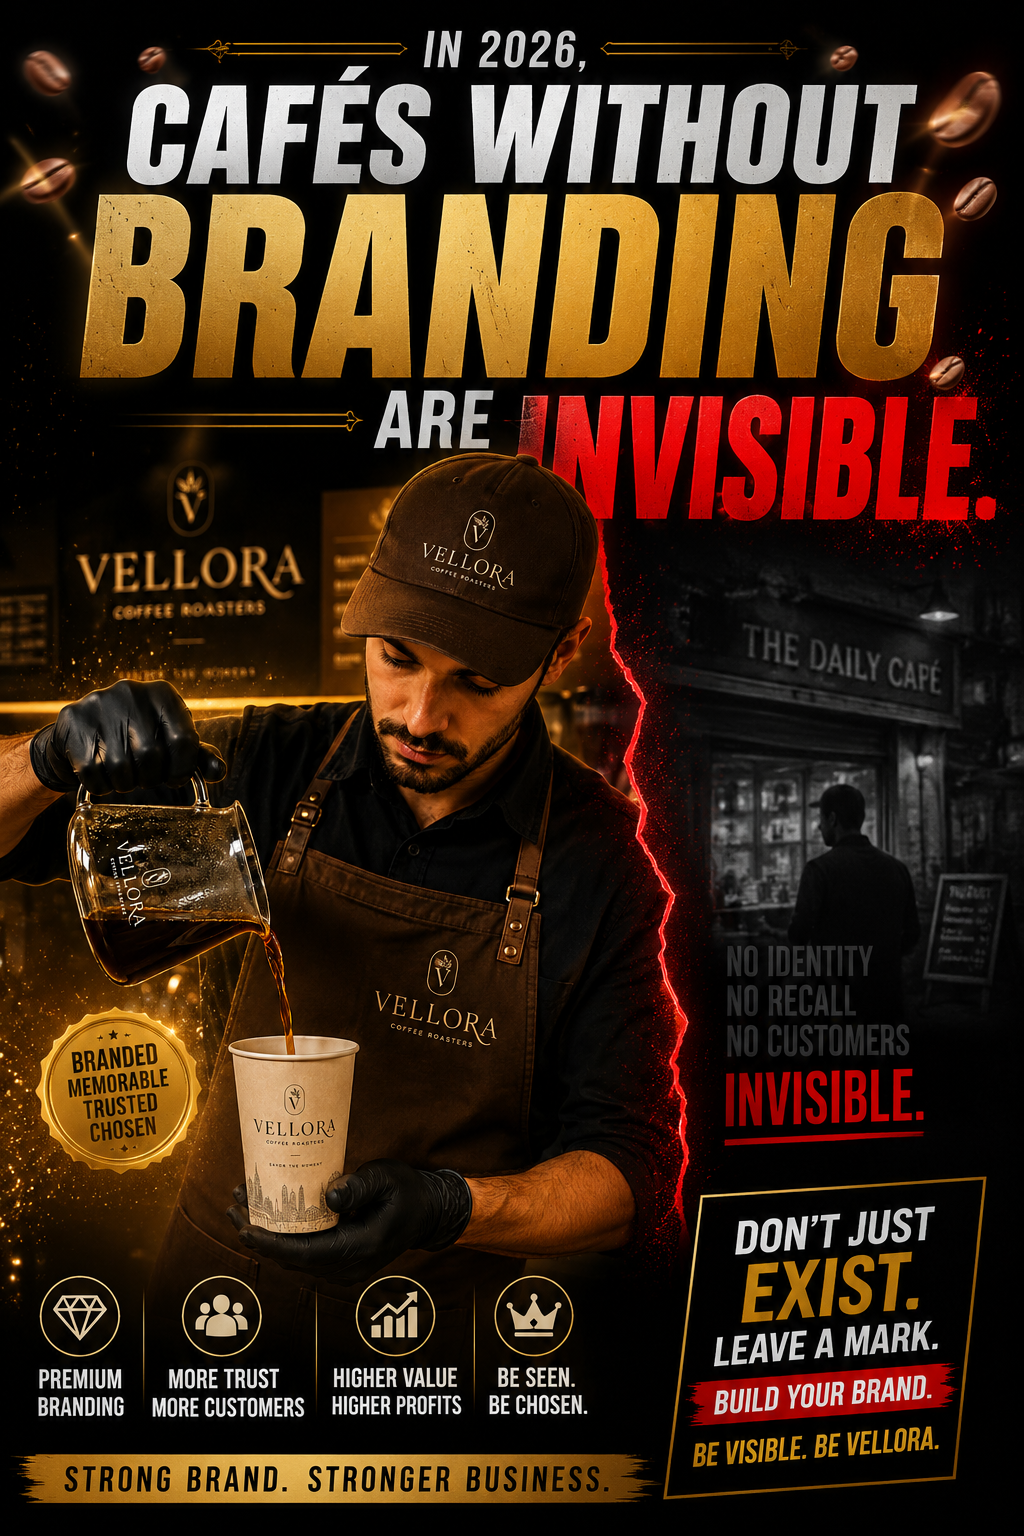 IN 2026,
CAFÉS WITHOUT
BRANDING
ARE INVISIBLE.
VELLORA
COFFEE ROASTERS
V
VELLORA
COFFEE ROASTERS
THE DAILY CAFÉ
VELLORA
V
VELLORA
COFFEE ROASTERS
NO IDENTITY
NO RECALL
NO CUSTOMERS
INVISIBLE.
BRANDED
MEMORABLE
TRUSTED
CHOSEN
VELLORA
COFFEE ROASTERS
SAVOR THE MOMENT
PREMIUM
BRANDING
MORE TRUST
MORE CUSTOMERS
HIGHER VALUE
HIGHER PROFITS
BE SEEN.
BE CHOSEN.
DON'T JUST
EXIST.
LEAVE A MARK.
BUILD YOUR BRAND.
BE VISIBLE. BE VELLORA.
STRONG BRAND. STRONGER BUSINESS.